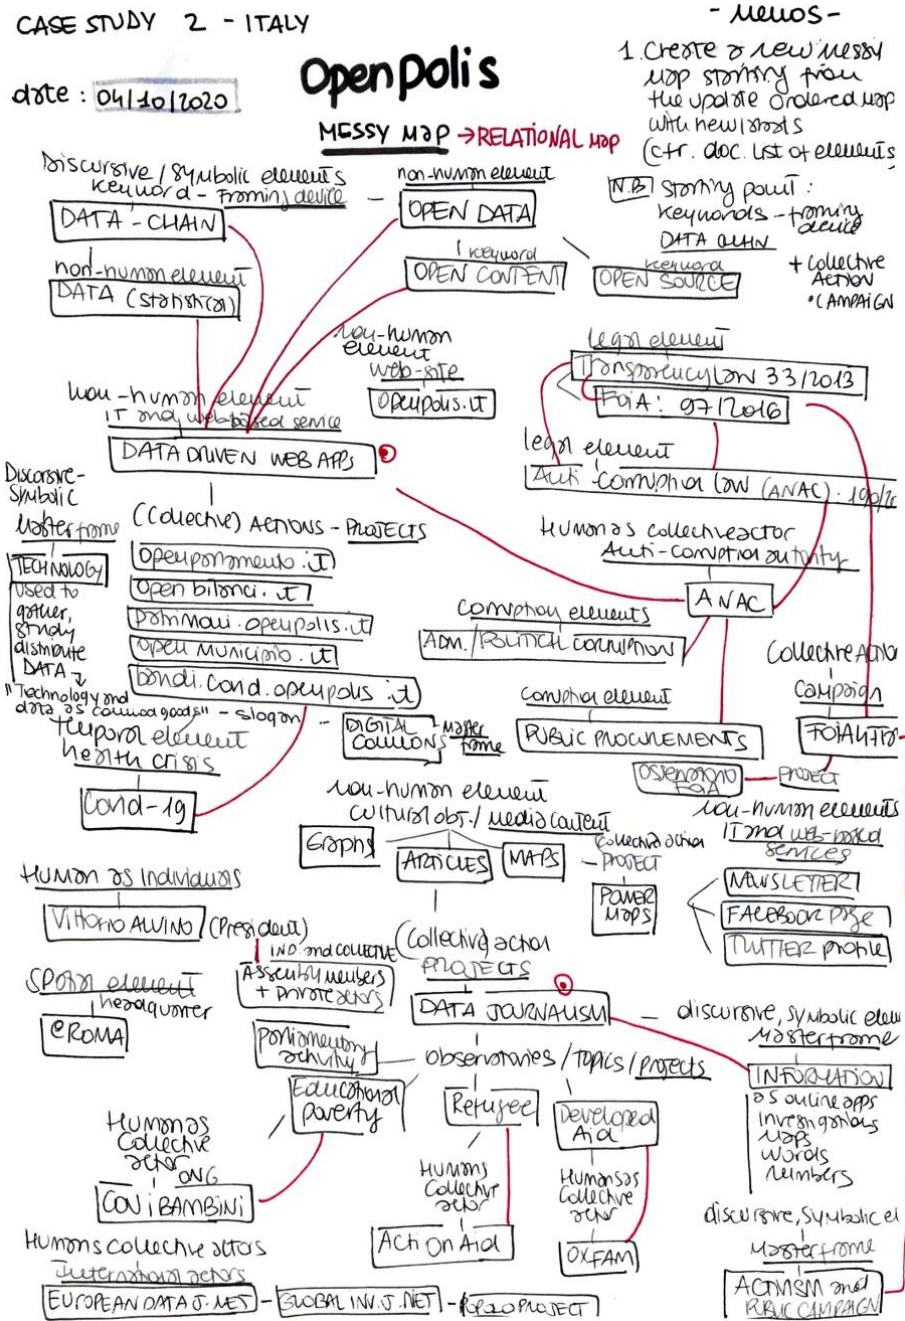 CASE STUDY 2 - ITALY
date: 04/10/2020
Openpolis
MESSY MAP → RELATIONAL MAP
- MEMOS -
1. Create a new messy
map starting from
the update ordered map
with new inputs
(cfr. doc. list of elements
N.B. starting point:
Keywords - framing
device
DATA CHAIN
+ Collective
Action
• CAMPAIGN
Discursive / Symbolic elements
Keyword - Framing device
DATA - CHAIN
non-human element
DATA (statistical)
non-human element
OPEN DATA
keyword
OPEN CONTENT
keyword
OPEN SOURCE
non-human
element
web-site
openpolis.it
legal element
Transparency Law 33/2013
FOIA: 97/2016
legal element
Anti-corruption law (ANAC)
non-human element
IT and web based service
DATA DRIVEN WEB APPS
Discorsive-
Symbolic
Master frame
TECHNOLOGY
used to
gather,
study
distribute
DATA
"Technology and
data as common goods" - slogan
(Collective) ACTIONS - PROJECTS
openparlamento.it
Open bilanci.it
patrimoni.openpolis.it
open municipio.it
bandi.covid.openpolis.it
DIGITAL
COMMONS
Master
frame
Human as collective actor
Anti-corruption autority
ANAC
corruption elements
ADM./POLITICAL CORRUPTION
corruption element
PUBLIC PROCUREMENTS
Collective Actio
campaign
FOIA4ITA
Osservatorio
FOIA
PROJECT
temporal element
health crisis
Covid-19
non-human element
cultural obj./ media content
Graphs
ARTICLES
MAPS
Collective action
- PROJECT
POWER
MAPS
non-human elements
IT and web-based
services
NEWSLETTER
FACEBOOK page
TWITTER profile
Human as individuals
Vittorio ALVINO (President)
IND. and COLLECTIVE
Assembly members
+ private actors
Spatial element
headquarter
@ROMA
(Collective) action
PROJECTS
DATA JOURNALISM
observatories / TOPICS / projects
parliamentary
activity
Educational
poverty
Refugee
Developed
Aid
discursive, symbolic elem
Masterframe
INFORMATION
as online apps
Investigations
Maps
words
numbers
Human as
Collective
actor
ONG
CON i BAMBINI
Humans
Collective
actor
Action Aid
Humans as
Collective
actor
OXFAM
discursive, Symbolic el
Masterframe
ACTIVISM and
PUBLIC CAMPAIGN
Humans collective actors
International actors
EUROPEAN DATA J. NET - GLOBAL INV. J. NET - POPOLO PROJECT